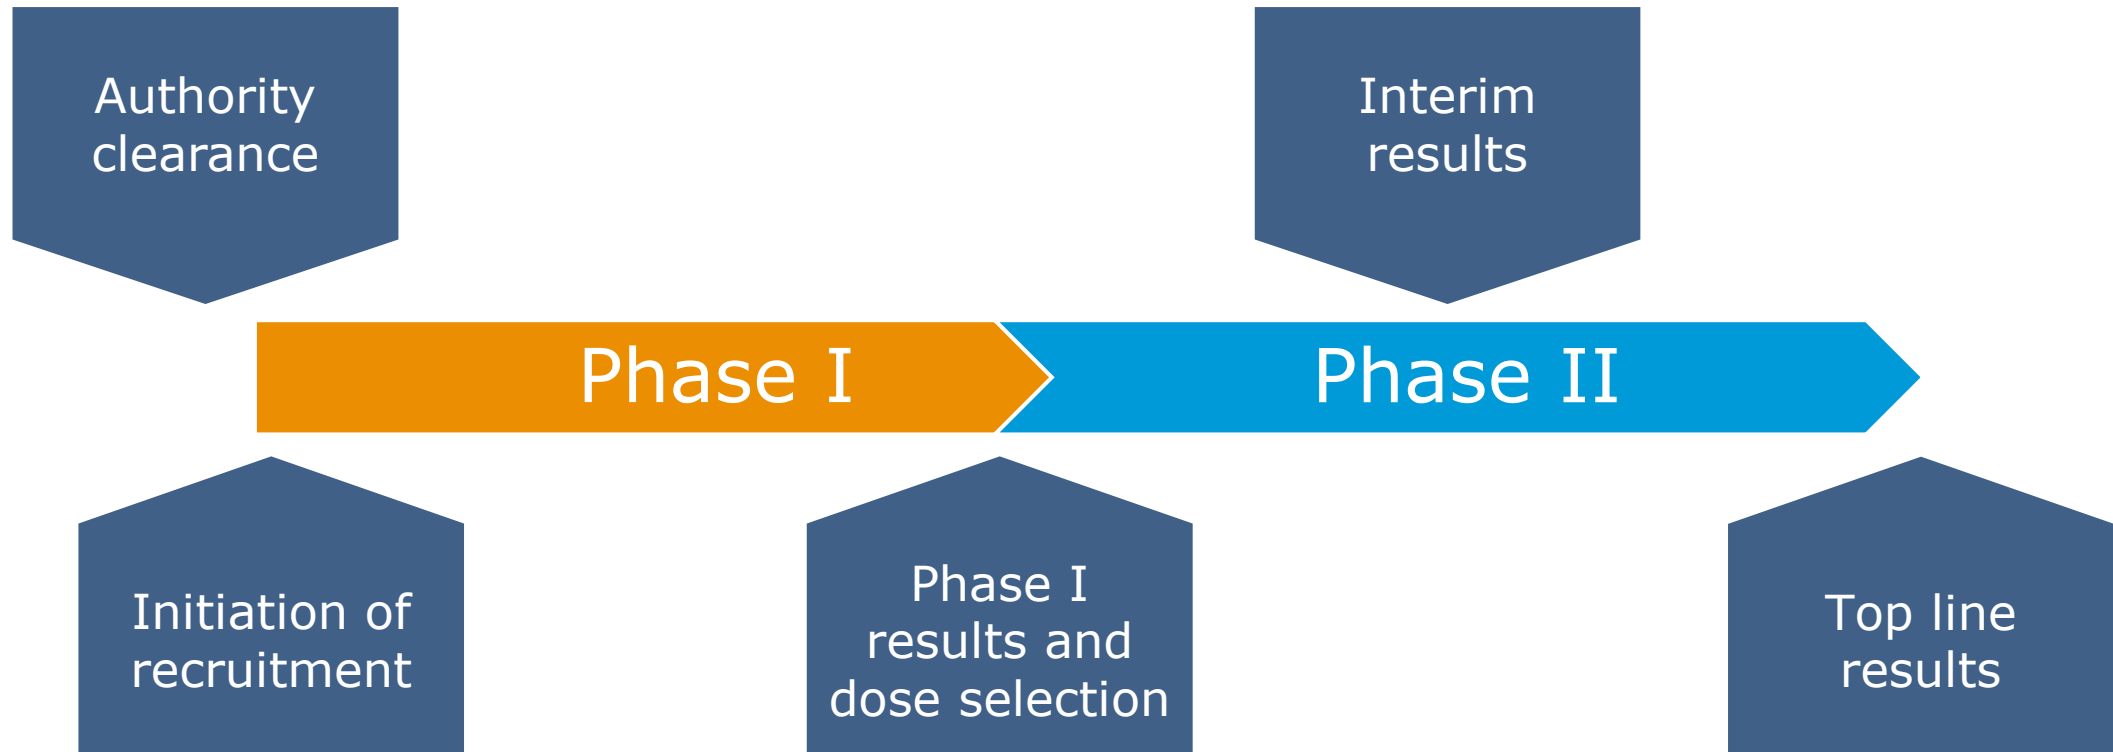 Authority
clearance
Interim
results
Phase I
Phase II
Initiation of
recruitment
Phase I
results and
dose selection
Top line
results